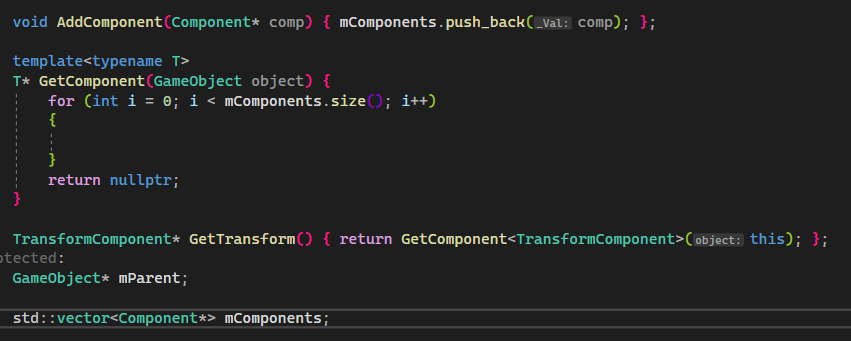 void AddComponent(Component* comp) { mComponents.push_back(_Val: comp); };
template<typename T>
T* GetComponent(GameObject object) {
for (int i = 0; i < mComponents.size(); i++)
{
}
return nullptr;
}
TransformComponent* GetTransform() { return GetComponent<TransformComponent>(object: this); };
otected:
GameObject* mParent;
std::vector<Component*> mComponents;